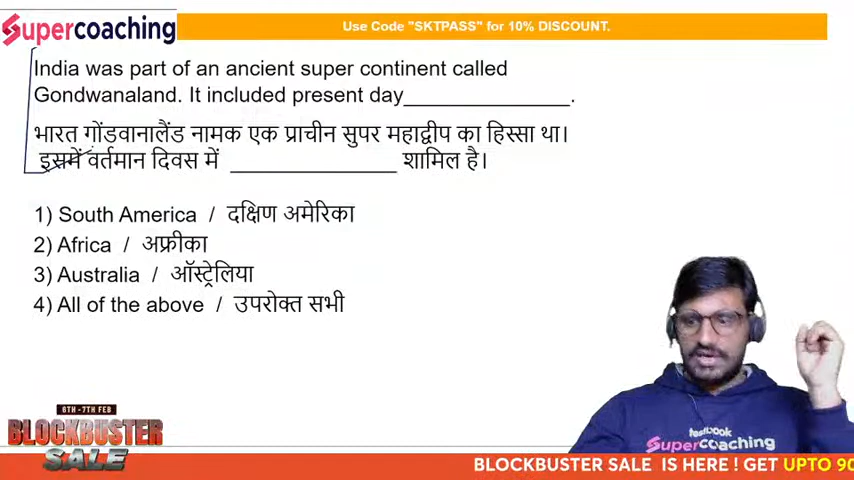 Supercoaching
Use Code "SKTPASS" for 10% DISCOUNT.
India was part of an ancient super continent called
Gondwanaland. It included present day______________.
भारत गोंडवानालैंड नामक एक प्राचीन सुपर महाद्वीप का हिस्सा था।
इसमें वर्तमान दिवस में ______________ शामिल है।
1) South America / दक्षिण अमेरिका
2) Africa / अफ्रीका
3) Australia / ऑस्ट्रेलिया
4) All of the above / उपरोक्त सभी
testbook
Supercoaching
6TH -7TH FEB
BLOCKBUSTER
SALE
BLOCKBUSTER SALE IS HERE ! GET UPTO 90